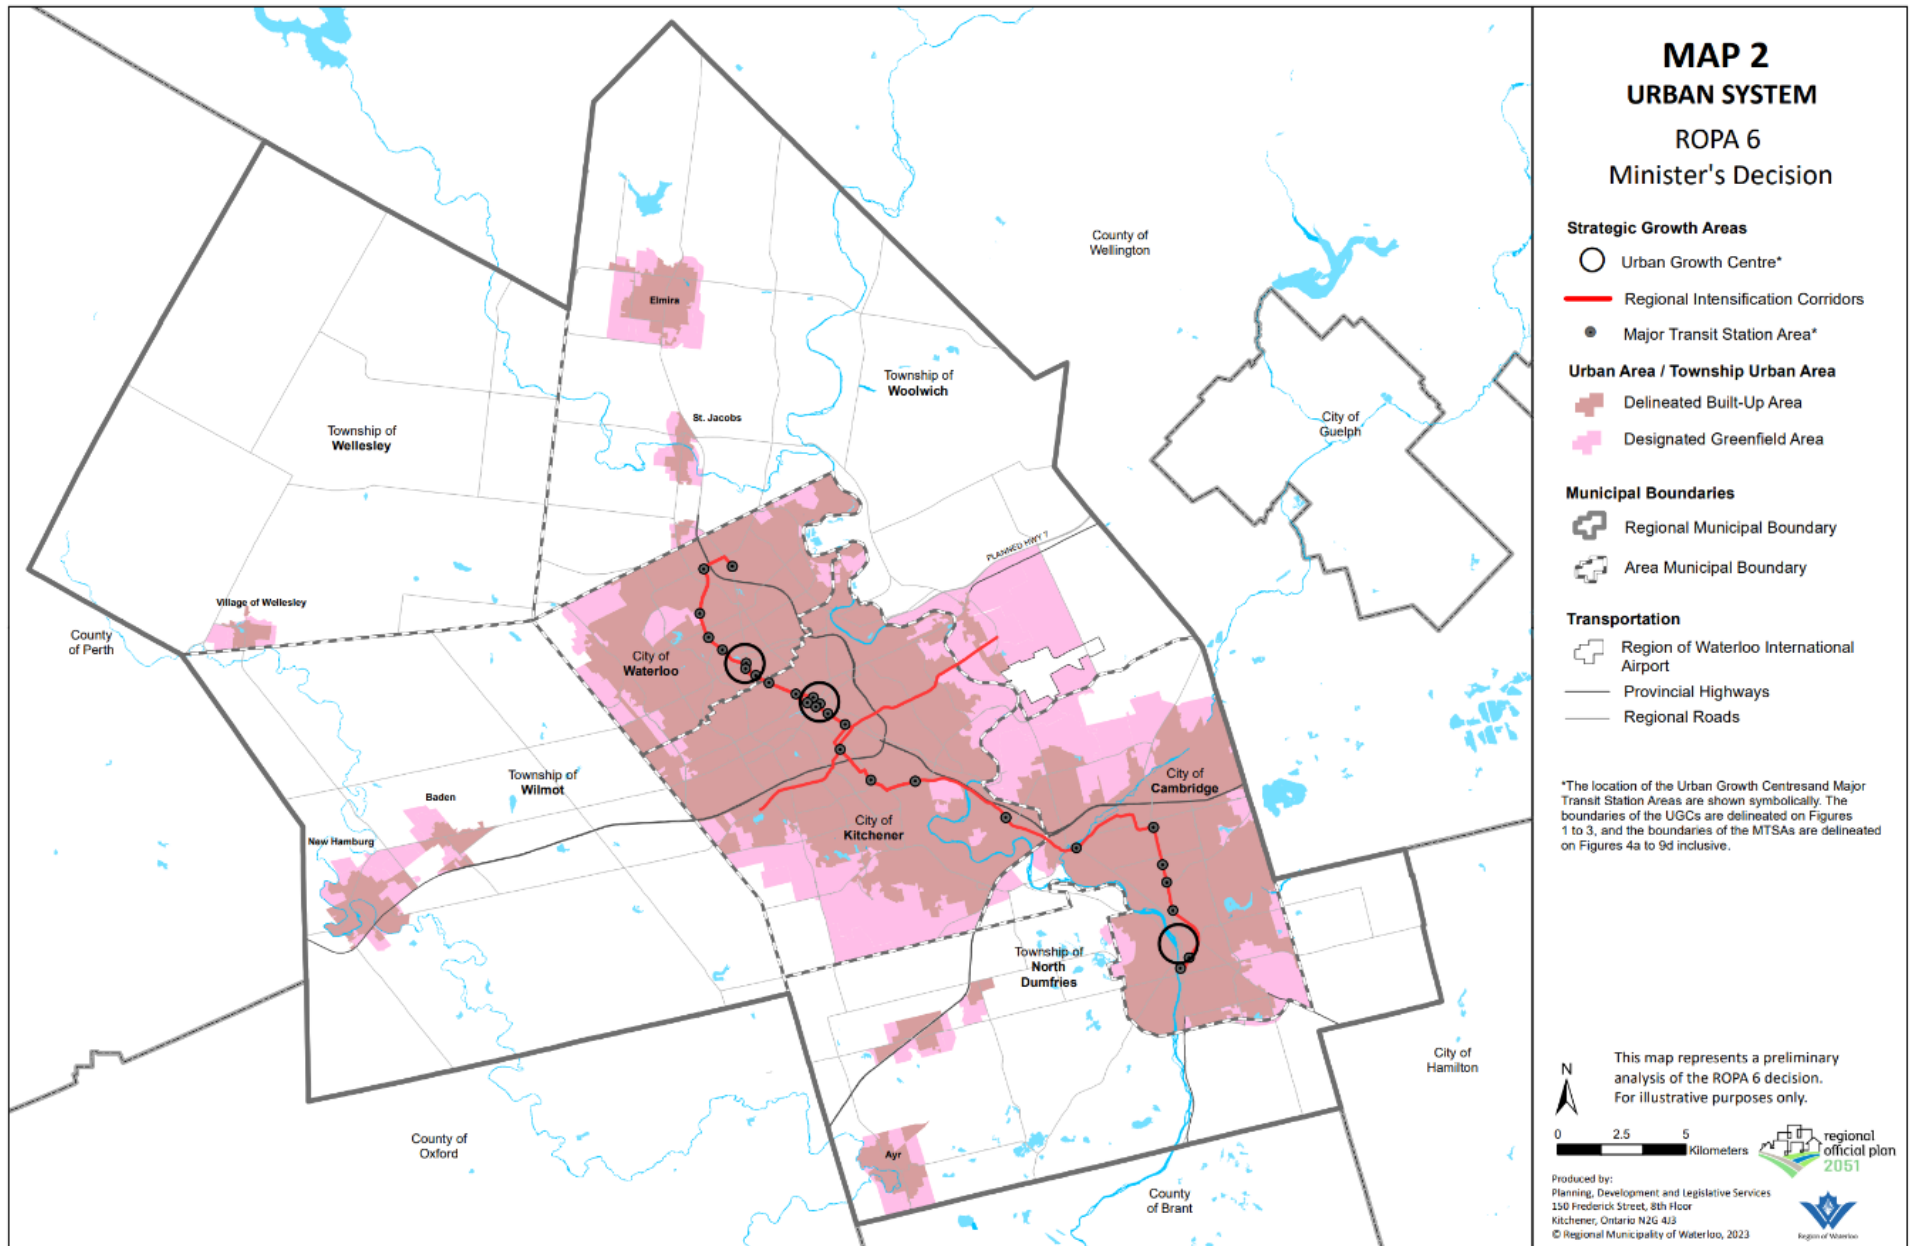 MAP 2
URBAN SYSTEM
ROPA 6
Minister's Decision
Strategic Growth Areas
Urban Growth Centre*
Regional Intensification Corridors
Major Transit Station Area*
Urban Area / Township Urban Area
Delineated Built-Up Area
Designated Greenfield Area
Municipal Boundaries
Regional Municipal Boundary
Area Municipal Boundary
Transportation
Region of Waterloo International
Airport
Provincial Highways
Regional Roads
*The location of the Urban Growth Centresand Major
Transit Station Areas are shown symbolically. The
boundaries of the UGCs are delineated on Figures
1 to 3, and the boundaries of the MTSAs are delineated
on Figures 4a to 9d inclusive.
N
This map represents a preliminary
analysis of the ROPA 6 decision.
For illustrative purposes only.
0 2.5 5
Kilometers
regional
official plan
2051
Produced by:
Planning, Development and Legislative Services
150 Frederick Street, 8th Floor
Kitchener, Ontario N2G 4J3
© Regional Municipality of Waterloo, 2023
Region of Waterloo
County of
Wellington
Elmira
Township of
Woolwich
St. Jacobs
City of
Guelph
Township of
Wellesley
PLANNED HWY 7
Village of Wellesley
County
of Perth
City of
Waterloo
Township of
Wilmot
City of
Cambridge
Baden
City of
Kitchener
New Hamburg
Township of
North
Dumfries
City of
Hamilton
County of
Oxford
Ayr
County
of Brant